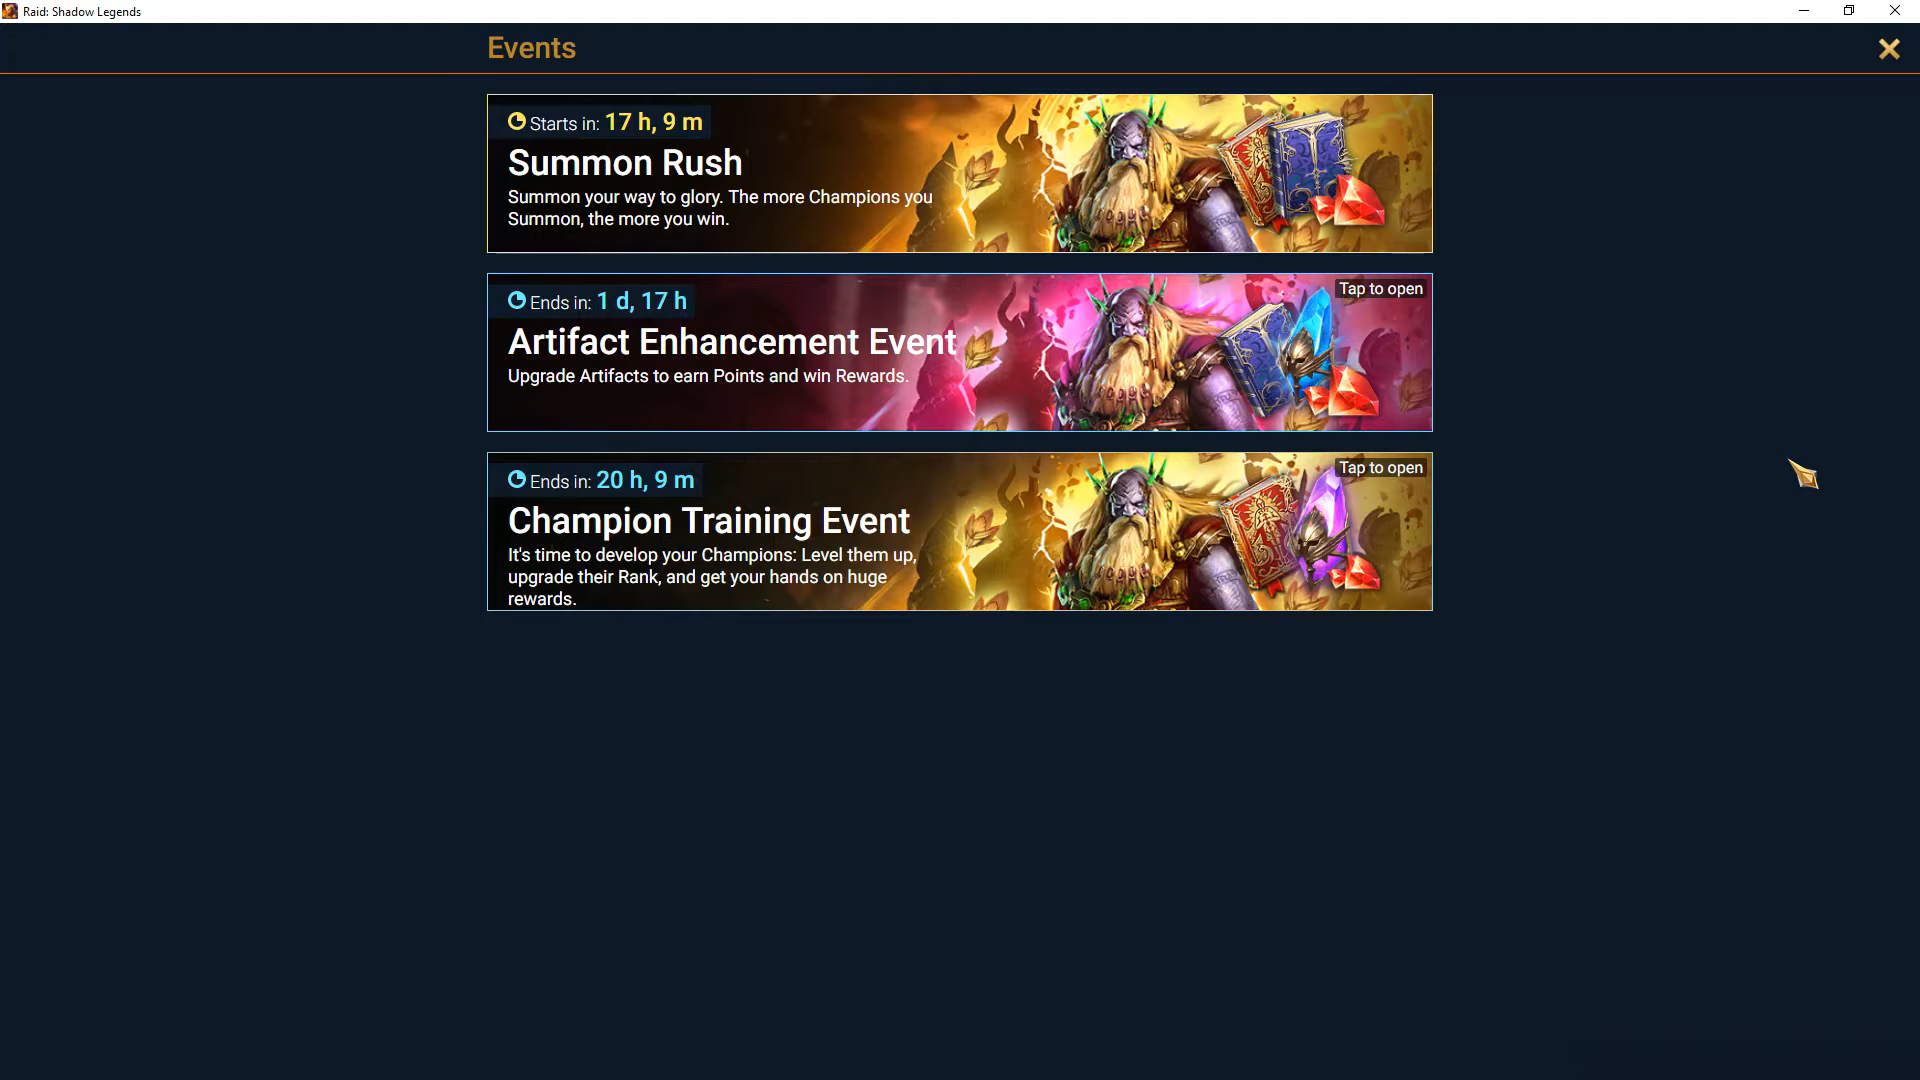 Raid: Shadow Legends
Events
Starts in: 17 h, 9 m
Summon Rush
Summon your way to glory. The more Champions you
Summon, the more you win.
Ends in: 1 d, 17 h
Tap to open
Artifact Enhancement Event
Upgrade Artifacts to earn Points and win Rewards.
Ends in: 20 h, 9 m
Tap to open
Champion Training Event
It's time to develop your Champions: Level them up,
upgrade their Rank, and get your hands on huge
rewards.